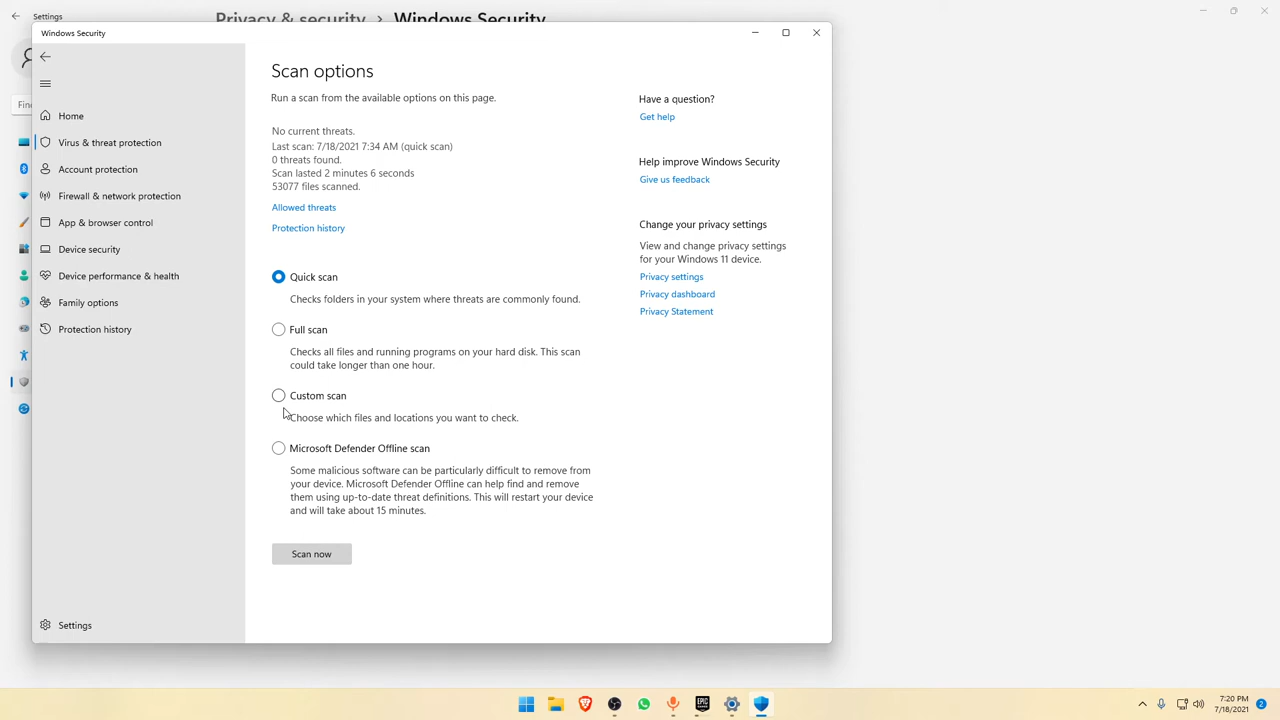 Settings
Privacy & security > Windows Security
Windows Security
Scan options
Run a scan from the available options on this page.
No current threats.
Last scan: 7/18/2021 7:34 AM (quick scan)
0 threats found.
Scan lasted 2 minutes 6 seconds
53077 files scanned.
Allowed threats
Protection history
Quick scan
Checks folders in your system where threats are commonly found.
Full scan
Checks all files and running programs on your hard disk. This scan
could take longer than one hour.
Custom scan
Choose which files and locations you want to check.
Microsoft Defender Offline scan
Some malicious software can be particularly difficult to remove from
your device. Microsoft Defender Offline can help find and remove
them using up-to-date threat definitions. This will restart your device
and will take about 15 minutes.
Scan now
Have a question?
Get help
Help improve Windows Security
Give us feedback
Change your privacy settings
View and change privacy settings
for your Windows 11 device.
Privacy settings
Privacy dashboard
Privacy Statement
Home
Virus & threat protection
Account protection
Firewall & network protection
App & browser control
Device security
Device performance & health
Family options
Protection history
Settings
EPIC
7:20 PM
7/18/2021
2